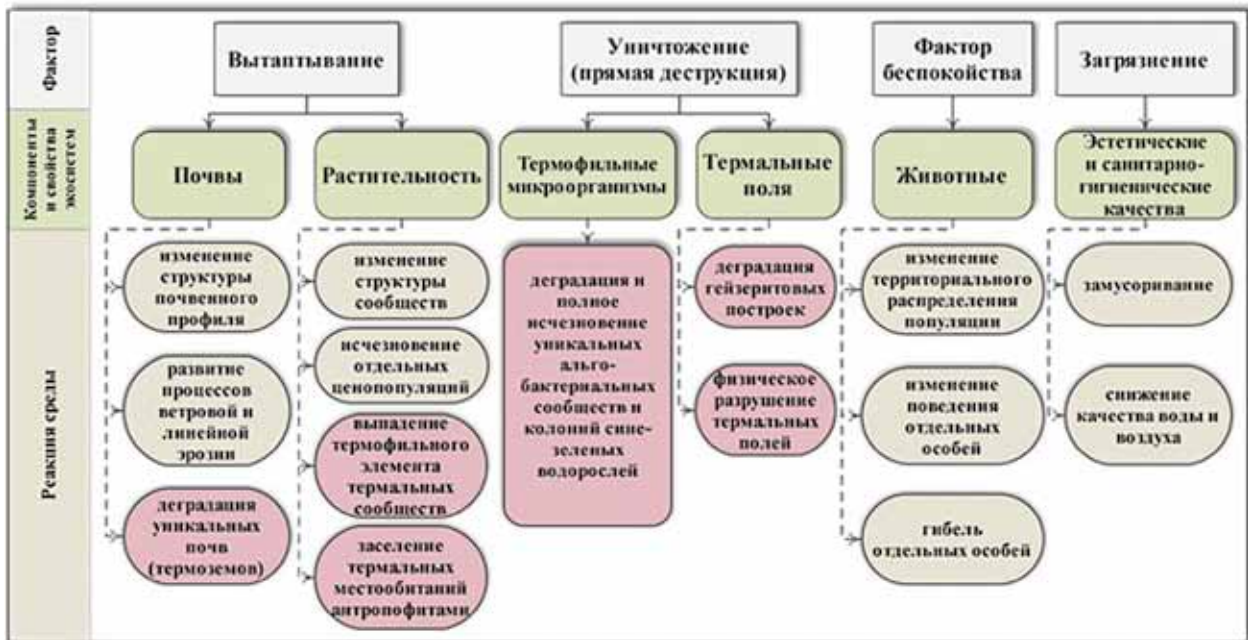 Фактор
Вытаптывание
Уничтожение
(прямая деструкция)
Фактор
беспокойства
Загрязнение
Компоненты
и свойства
экосистем
Почвы
Растительность
Термофильные
микроорганизмы
Термальные
поля
Животные
Эстетические
и санитарно-
гигиенические
качества
Реакция среды
изменение
структуры
почвенного
профиля
развитие
процессов
ветровой и
линейной
эрозии
деградация
уникальных
почв
(термоземов)
изменение
структуры
сообществ
исчезновение
отдельных
ценопопуляций
выпадение
термофильного
элемента
термальных
сообществ
заселение
термальных
местообитаний
антропофитами
деградация и
полное
исчезновение
уникальных
альго-
бактериальных
сообществ и
колоний сине-
зеленых
водорослей
деградация
гейзеритовых
построек
физическое
разрушение
термальных
полей
изменение
территориального
распределения
популяции
изменение
поведения
отдельных
особей
гибель
отдельных особей
замусоривание
снижение
качества воды и
воздуха